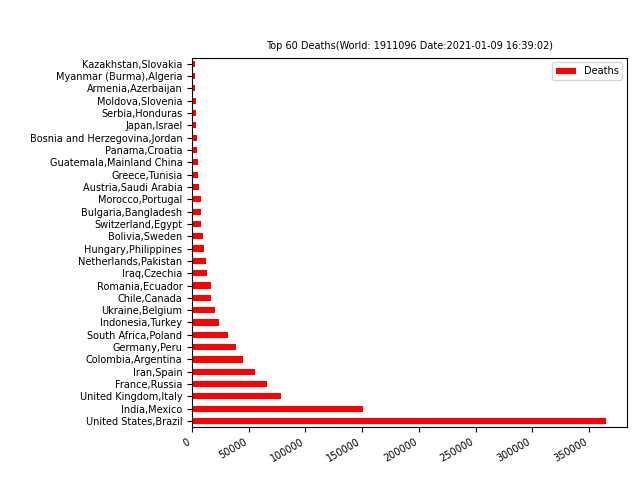 Top 60 Deaths(World: 1911096 Date:2021-01-09 16:39:02)
Deaths
Kazakhstan,Slovakia
Myanmar (Burma),Algeria
Armenia,Azerbaijan
Moldova,Slovenia
Serbia,Honduras
Japan,Israel
Bosnia and Herzegovina,Jordan
Panama,Croatia
Guatemala,Mainland China
Greece,Tunisia
Austria,Saudi Arabia
Morocco,Portugal
Bulgaria,Bangladesh
Switzerland,Egypt
Bolivia,Sweden
Hungary,Philippines
Netherlands,Pakistan
Iraq,Czechia
Romania,Ecuador
Chile,Canada
Ukraine,Belgium
Indonesia,Turkey
South Africa,Poland
Germany,Peru
Colombia,Argentina
Iran,Spain
France,Russia
United Kingdom,Italy
India,Mexico
United States,Brazil
0 50000 100000 150000 200000 250000 300000 350000